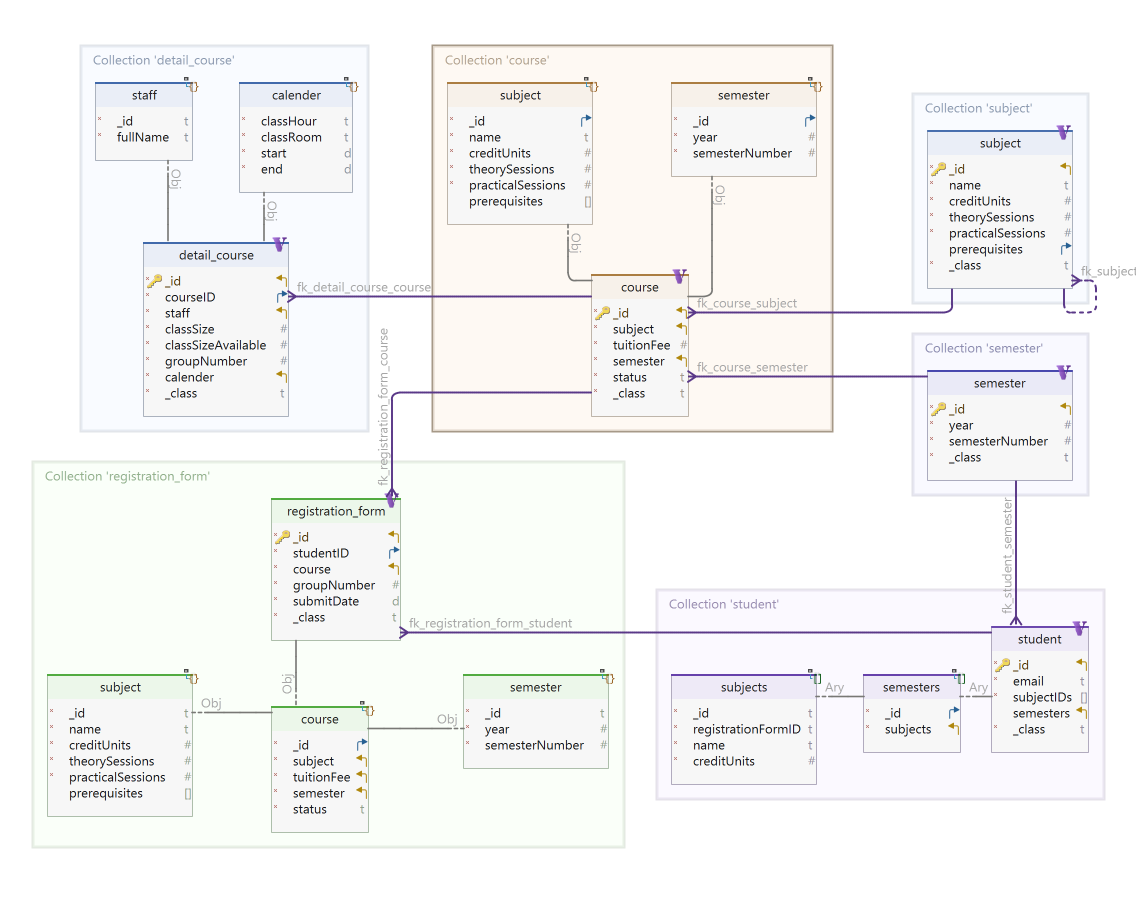 Collection 'detail_course'
staff
_id t
fullName t
calender
classHour t
classRoom t
start d
end d
Obj
Obj
detail_course
_id
courseID
staff
classSize #
classSizeAvailable #
groupNumber #
calender
_class t
fk_detail_course_course
Collection 'course'
subject
_id
name t
creditUnits #
theorySessions #
practicalSessions #
prerequisites []
semester
_id
year #
semesterNumber #
Obj
Obj
course
_id
subject
tuitionFee #
semester
status t
_class t
fk_course_subject
fk_course_semester
Collection 'subject'
subject
_id
name t
creditUnits #
theorySessions #
practicalSessions #
prerequisites
_class t
fk_subject
Collection 'semester'
semester
_id
year #
semesterNumber #
_class t
fk_registration_form_course
fk_student_semester
Collection 'registration_form'
registration_form
_id
studentID
course
groupNumber #
submitDate d
_class t
fk_registration_form_student
Obj
subject
_id t
name t
creditUnits #
theorySessions #
practicalSessions #
prerequisites []
Obj
course
_id
subject
tuitionFee
semester
status t
Obj
semester
_id t
year #
semesterNumber #
Collection 'student'
subjects
_id t
registrationFormID t
name t
creditUnits #
Ary
semesters
_id
subjects
Ary
student
_id
email t
subjectIDs []
semesters
_class t